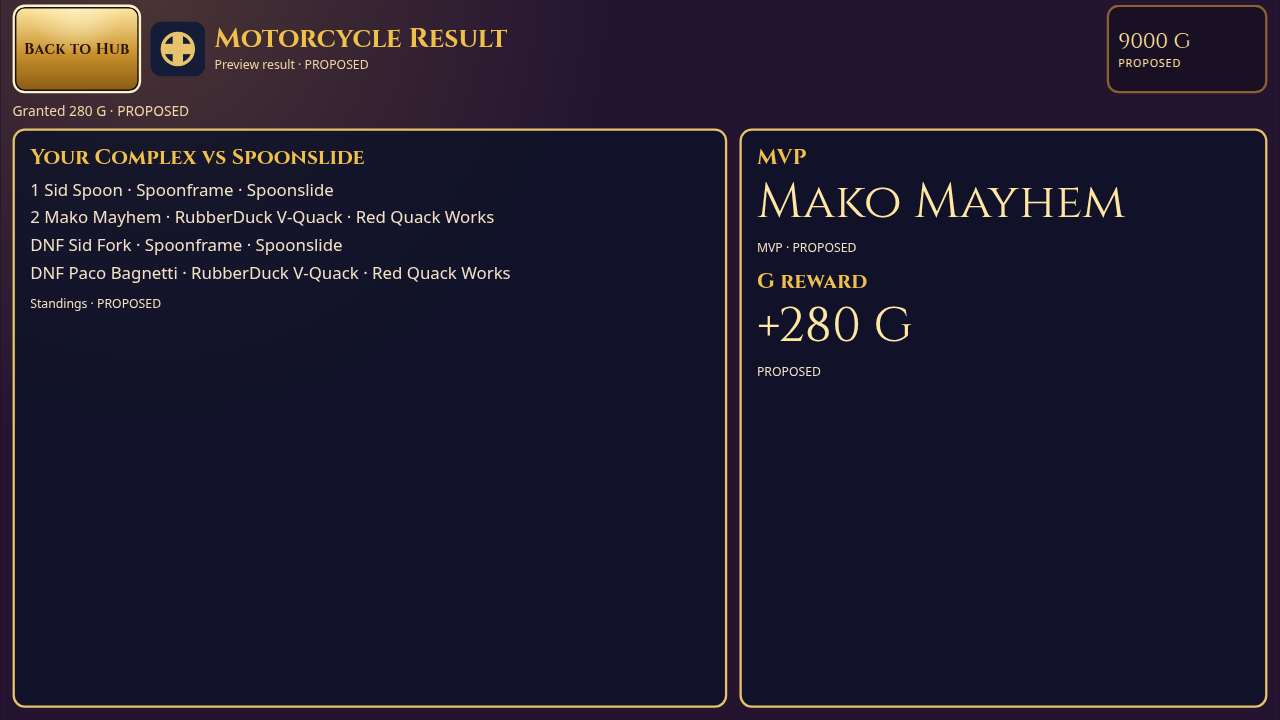 Back to Hub
Motorcycle Result
Preview result · PROPOSED
9000 G
PROPOSED
Granted 280 G · PROPOSED
Your Complex vs Spoonslide
1 Sid Spoon · Spoonframe · Spoonslide
2 Mako Mayhem · RubberDuck V-Quack · Red Quack Works
DNF Sid Fork · Spoonframe · Spoonslide
DNF Paco Bagnetti · RubberDuck V-Quack · Red Quack Works
Standings · PROPOSED
MVP
Mako Mayhem
MVP · PROPOSED
G reward
+280 G
PROPOSED